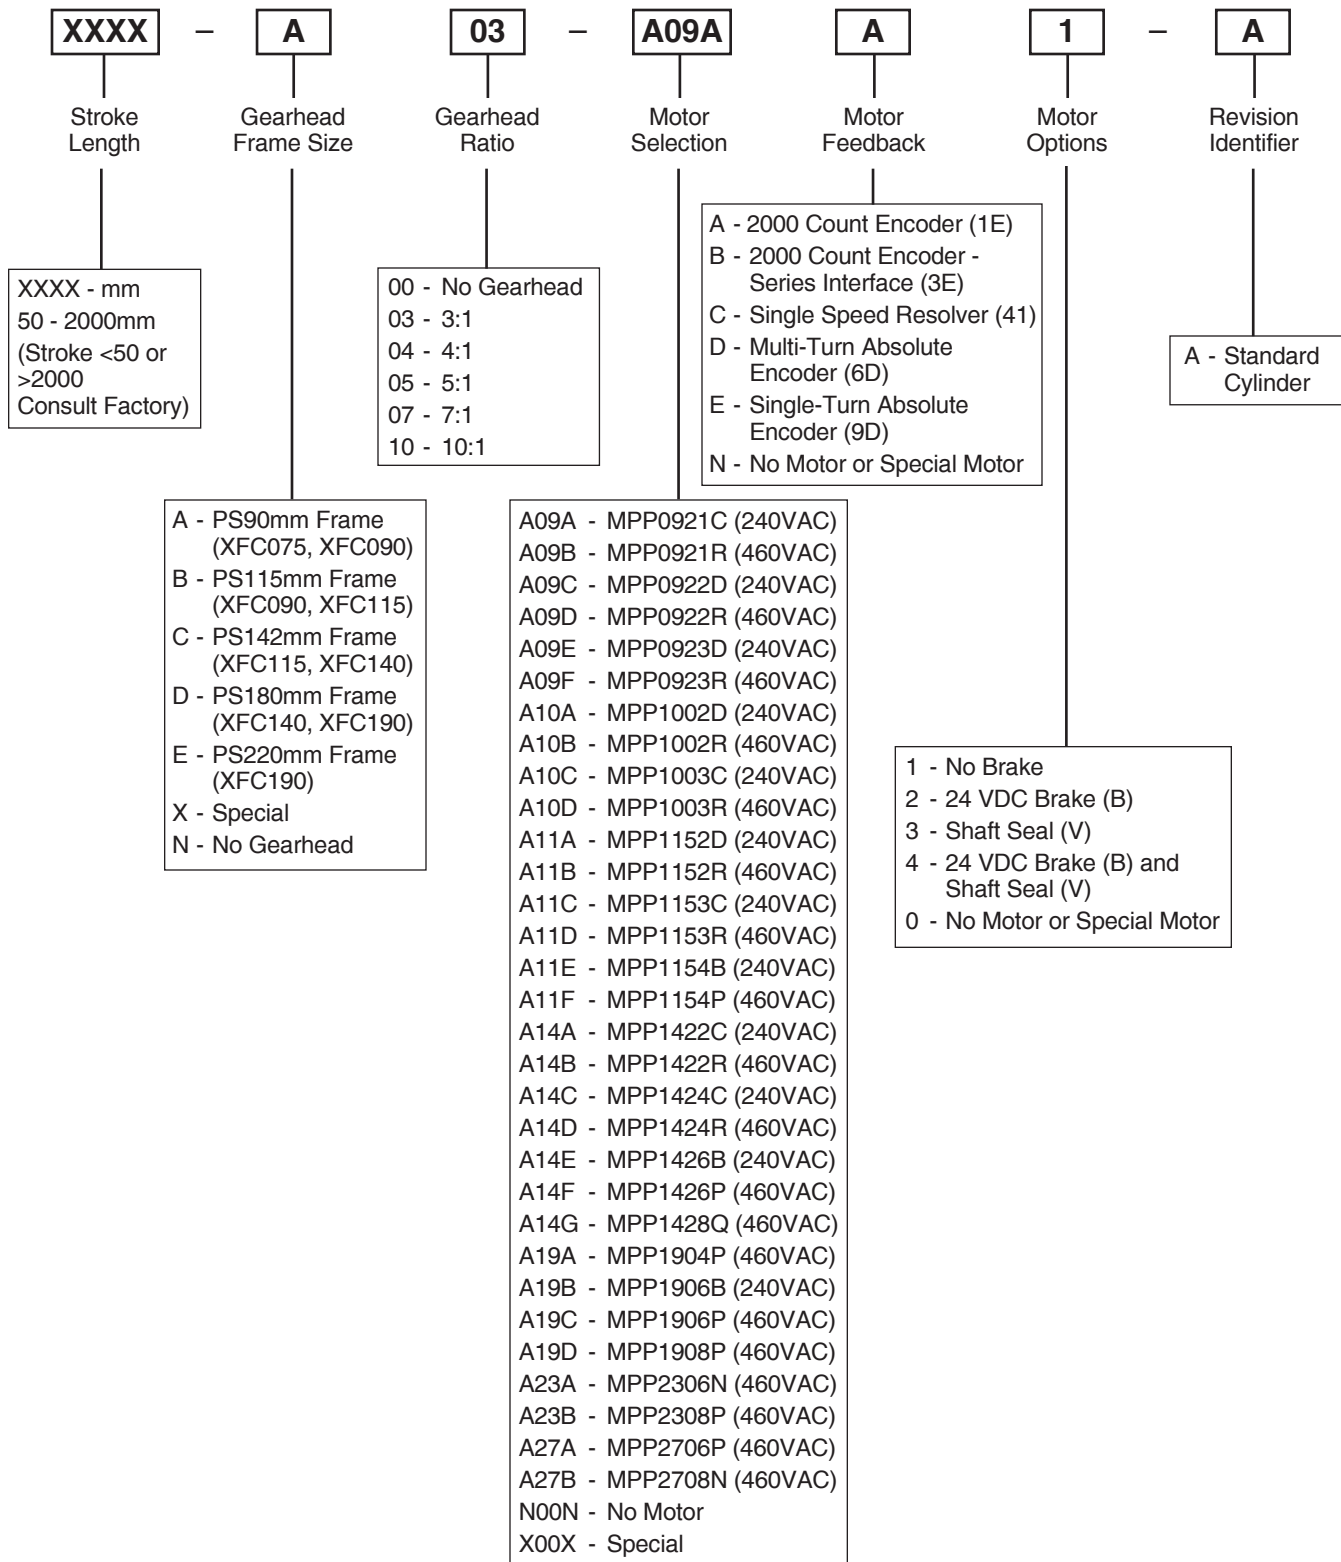 XXXX – A 03 – A09A A 1 – A
Stroke
Length
Gearhead
Frame Size
Gearhead
Ratio
Motor
Selection
Motor
Feedback
Motor
Options
Revision
Identifier
XXXX - mm
50 - 2000mm
(Stroke <50 or
>2000
Consult Factory)
A - PS90mm Frame
(XFC075, XFC090)
B - PS115mm Frame
(XFC090, XFC115)
C - PS142mm Frame
(XFC115, XFC140)
D - PS180mm Frame
(XFC140, XFC190)
E - PS220mm Frame
(XFC190)
X - Special
N - No Gearhead
00 - No Gearhead
03 - 3:1
04 - 4:1
05 - 5:1
07 - 7:1
10 - 10:1
A09A - MPP0921C (240VAC)
A09B - MPP0921R (460VAC)
A09C - MPP0922D (240VAC)
A09D - MPP0922R (460VAC)
A09E - MPP0923D (240VAC)
A09F - MPP0923R (460VAC)
A10A - MPP1002D (240VAC)
A10B - MPP1002R (460VAC)
A10C - MPP1003C (240VAC)
A10D - MPP1003R (460VAC)
A11A - MPP1152D (240VAC)
A11B - MPP1152R (460VAC)
A11C - MPP1153C (240VAC)
A11D - MPP1153R (460VAC)
A11E - MPP1154B (240VAC)
A11F - MPP1154P (460VAC)
A14A - MPP1422C (240VAC)
A14B - MPP1422R (460VAC)
A14C - MPP1424C (240VAC)
A14D - MPP1424R (460VAC)
A14E - MPP1426B (240VAC)
A14F - MPP1426P (460VAC)
A14G - MPP1428Q (460VAC)
A19A - MPP1904P (460VAC)
A19B - MPP1906B (240VAC)
A19C - MPP1906P (460VAC)
A19D - MPP1908P (460VAC)
A23A - MPP2306N (460VAC)
A23B - MPP2308P (460VAC)
A27A - MPP2706P (460VAC)
A27B - MPP2708N (460VAC)
N00N - No Motor
X00X - Special
A - 2000 Count Encoder (1E)
B - 2000 Count Encoder -
Series Interface (3E)
C - Single Speed Resolver (41)
D - Multi-Turn Absolute
Encoder (6D)
E - Single-Turn Absolute
Encoder (9D)
N - No Motor or Special Motor
1 - No Brake
2 - 24 VDC Brake (B)
3 - Shaft Seal (V)
4 - 24 VDC Brake (B) and
Shaft Seal (V)
0 - No Motor or Special Motor
A - Standard
Cylinder